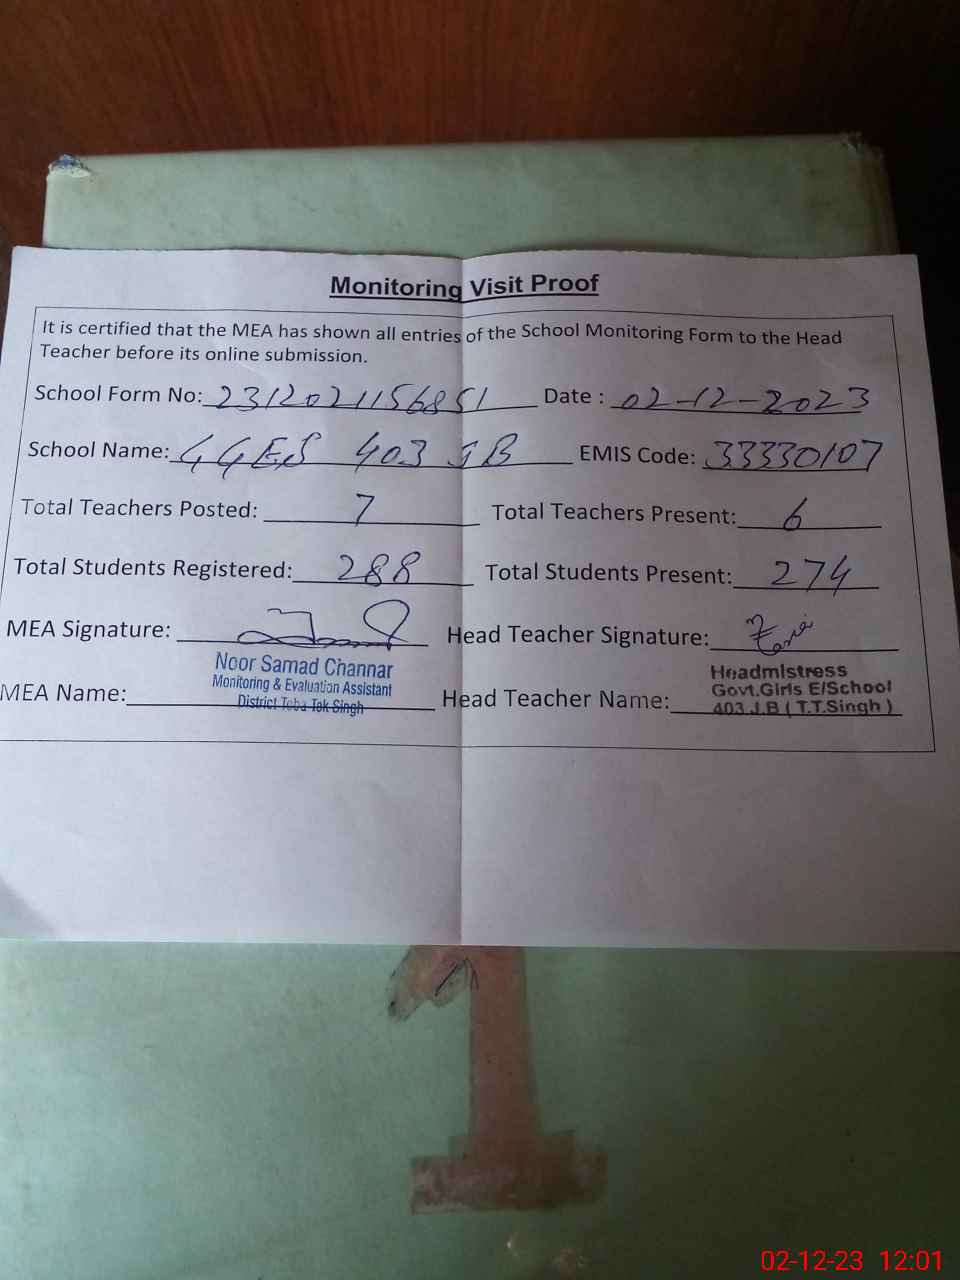 Monitoring Visit Proof
It is certified that the MEA has shown all entries of the School Monitoring Form to the Head
Teacher before its online submission.
School Form No: 2312021156851 Date : 02-12-2023
School Name: GGES 403 JB EMIS Code: 33330107
Total Teachers Posted: 7 Total Teachers Present: 6
Total Students Registered: 288 Total Students Present: 274
MEA Signature: Head Teacher Signature:
Noor Samad Channar
Monitoring & Evaluation Assistant
District Toba Tek Singh
MEA Name:
Headmistress
Govt.Girls E/School
403 J.B ( T.T.Singh )
Head Teacher Name:
02-12-23 12:01